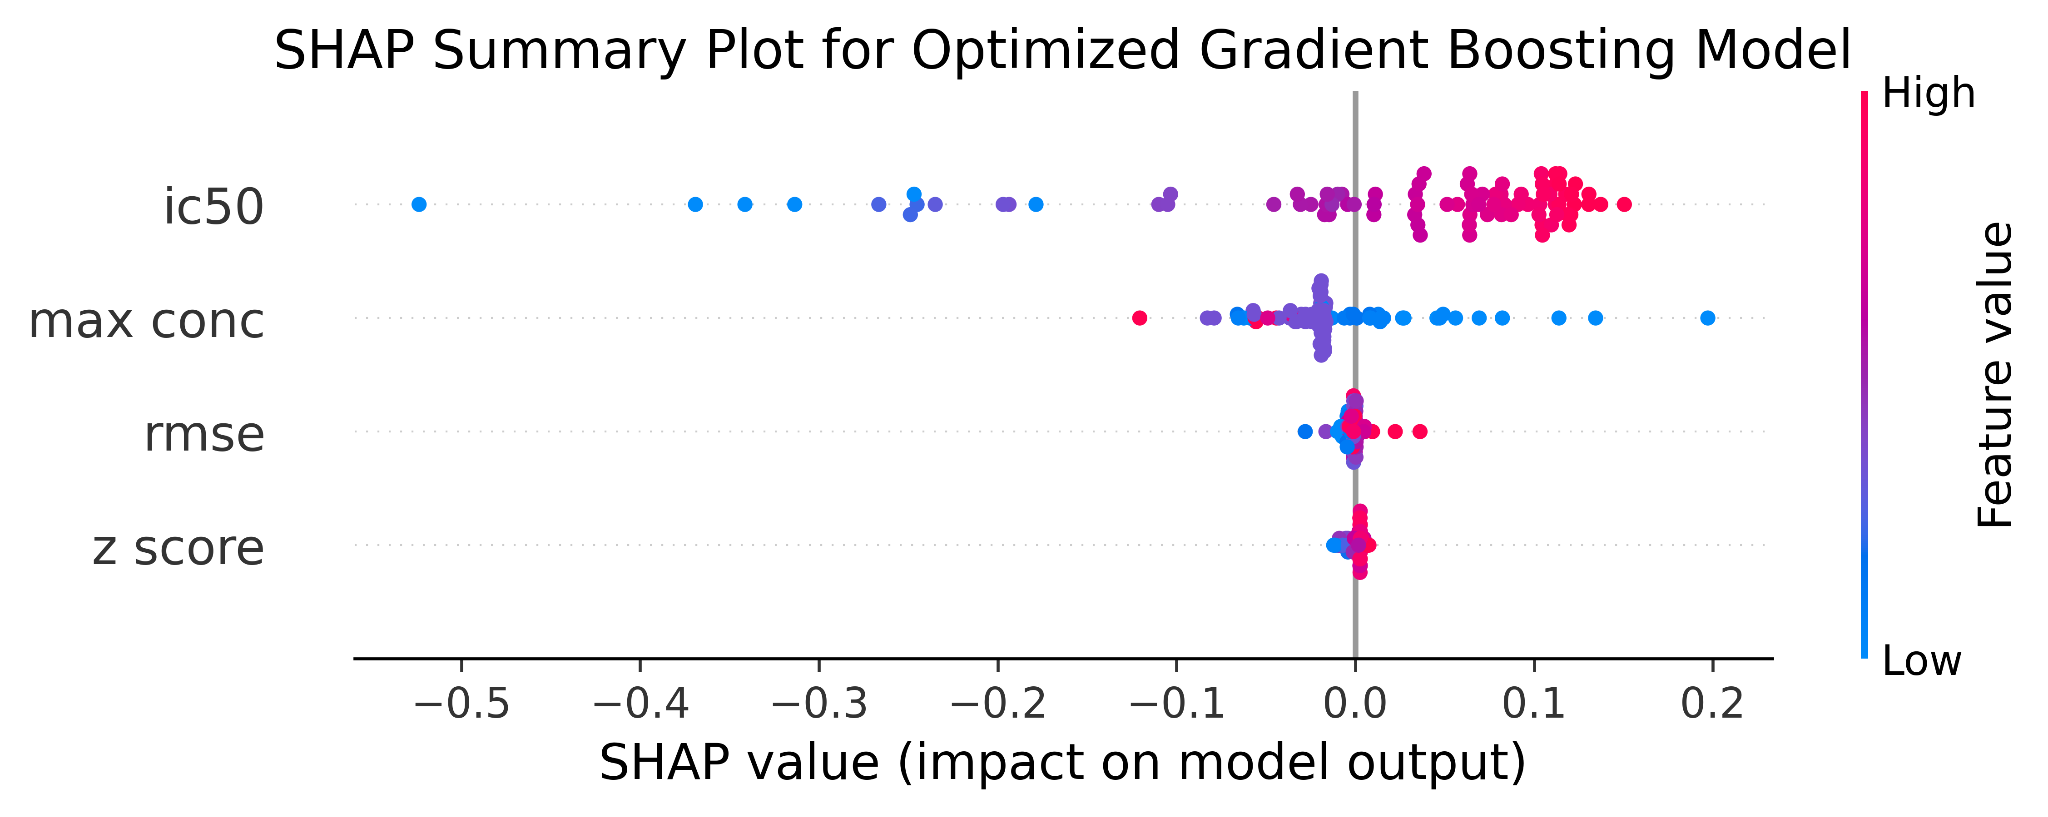 SHAP Summary Plot for Optimized Gradient Boosting Model
High
ic50
max conc
rmse
z score
Feature value
Low
−0.5 −0.4 −0.3 −0.2 −0.1 0.0 0.1 0.2
SHAP value (impact on model output)